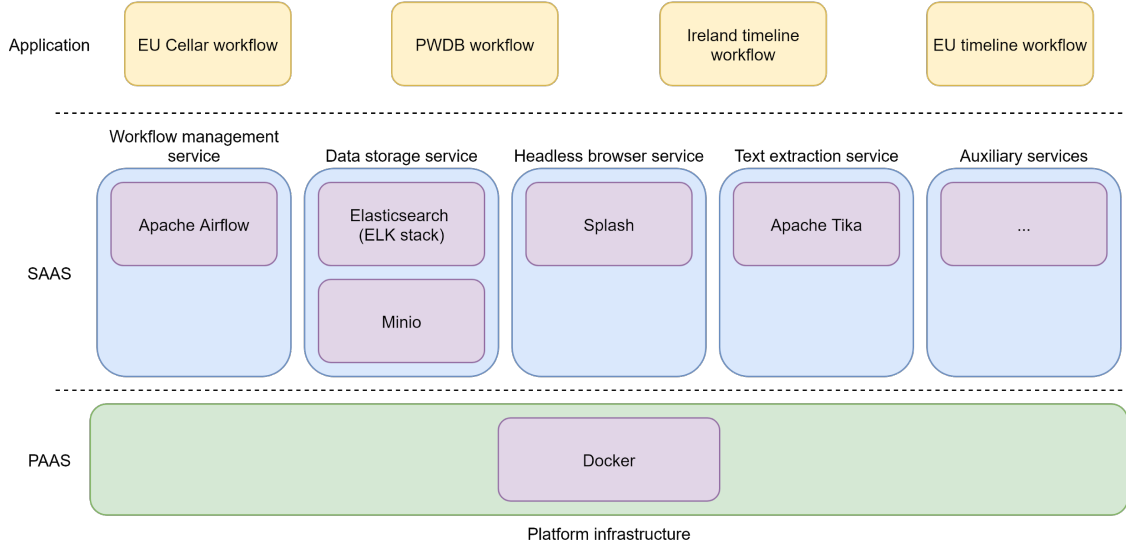 Application
EU Cellar workflow
PWDB workflow
Ireland timeline
workflow
EU timeline workflow
Workflow management
service
Data storage service
Headless browser service
Text extraction service
Auxiliary services
SAAS
Apache Airflow
Elasticsearch
(ELK stack)
Minio
Splash
Apache Tika
...
PAAS
Docker
Platform infrastructure